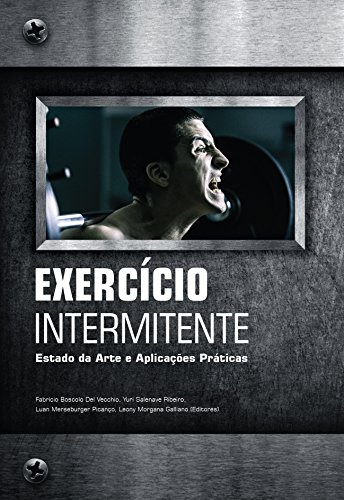 EXERCÍCIO
INTERMITENTE
Estado da Arte e Aplicações Práticas
Fabrício Boscolo Del Vecchio, Yuri Salenave Ribeiro,
Luan Merseburger Picanço, Leony Morgana Galliano (Editores)